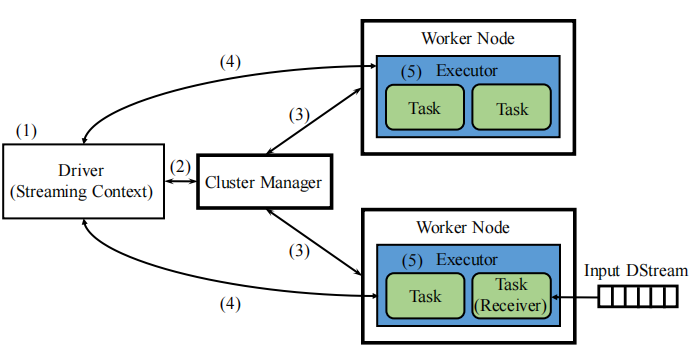 Worker Node
(4)
(5) Executor
Task
Task
(3)
(1)
Driver
(Streaming Context)
(2)
Cluster Manager
Worker Node
(3)
(5) Executor
Input DStream
Task
Task
(Receiver)
(4)